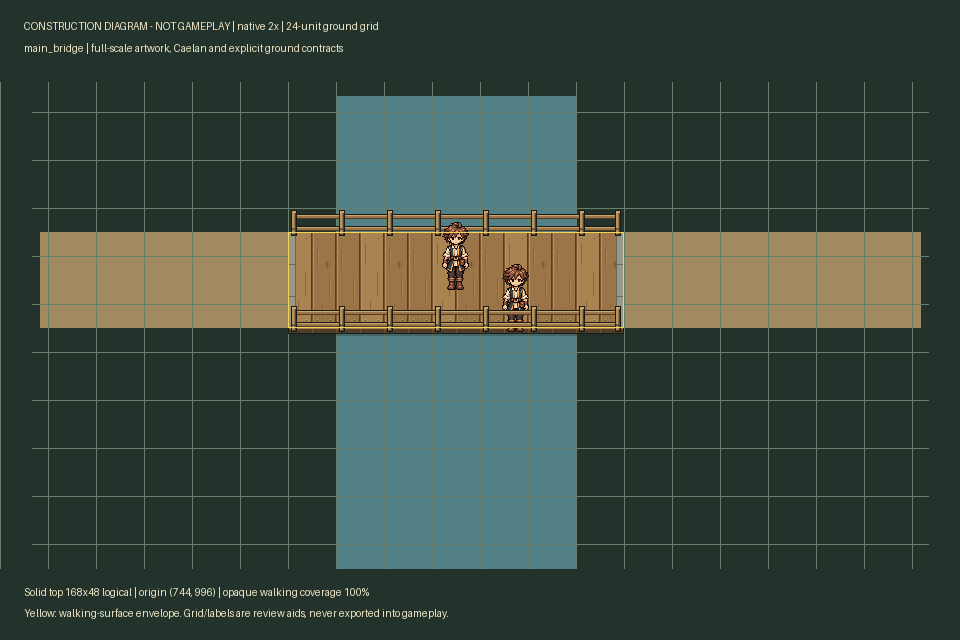 CONSTRUCTION DIAGRAM - NOT GAMEPLAY | native 2x | 24-unit ground grid
main_bridge | full-scale artwork, Caelan and explicit ground contracts
Solid top 168x48 logical | origin (744, 996) | opaque walking coverage 100%
Yellow: walking-surface envelope. Grid/labels are review aids, never exported into gameplay.